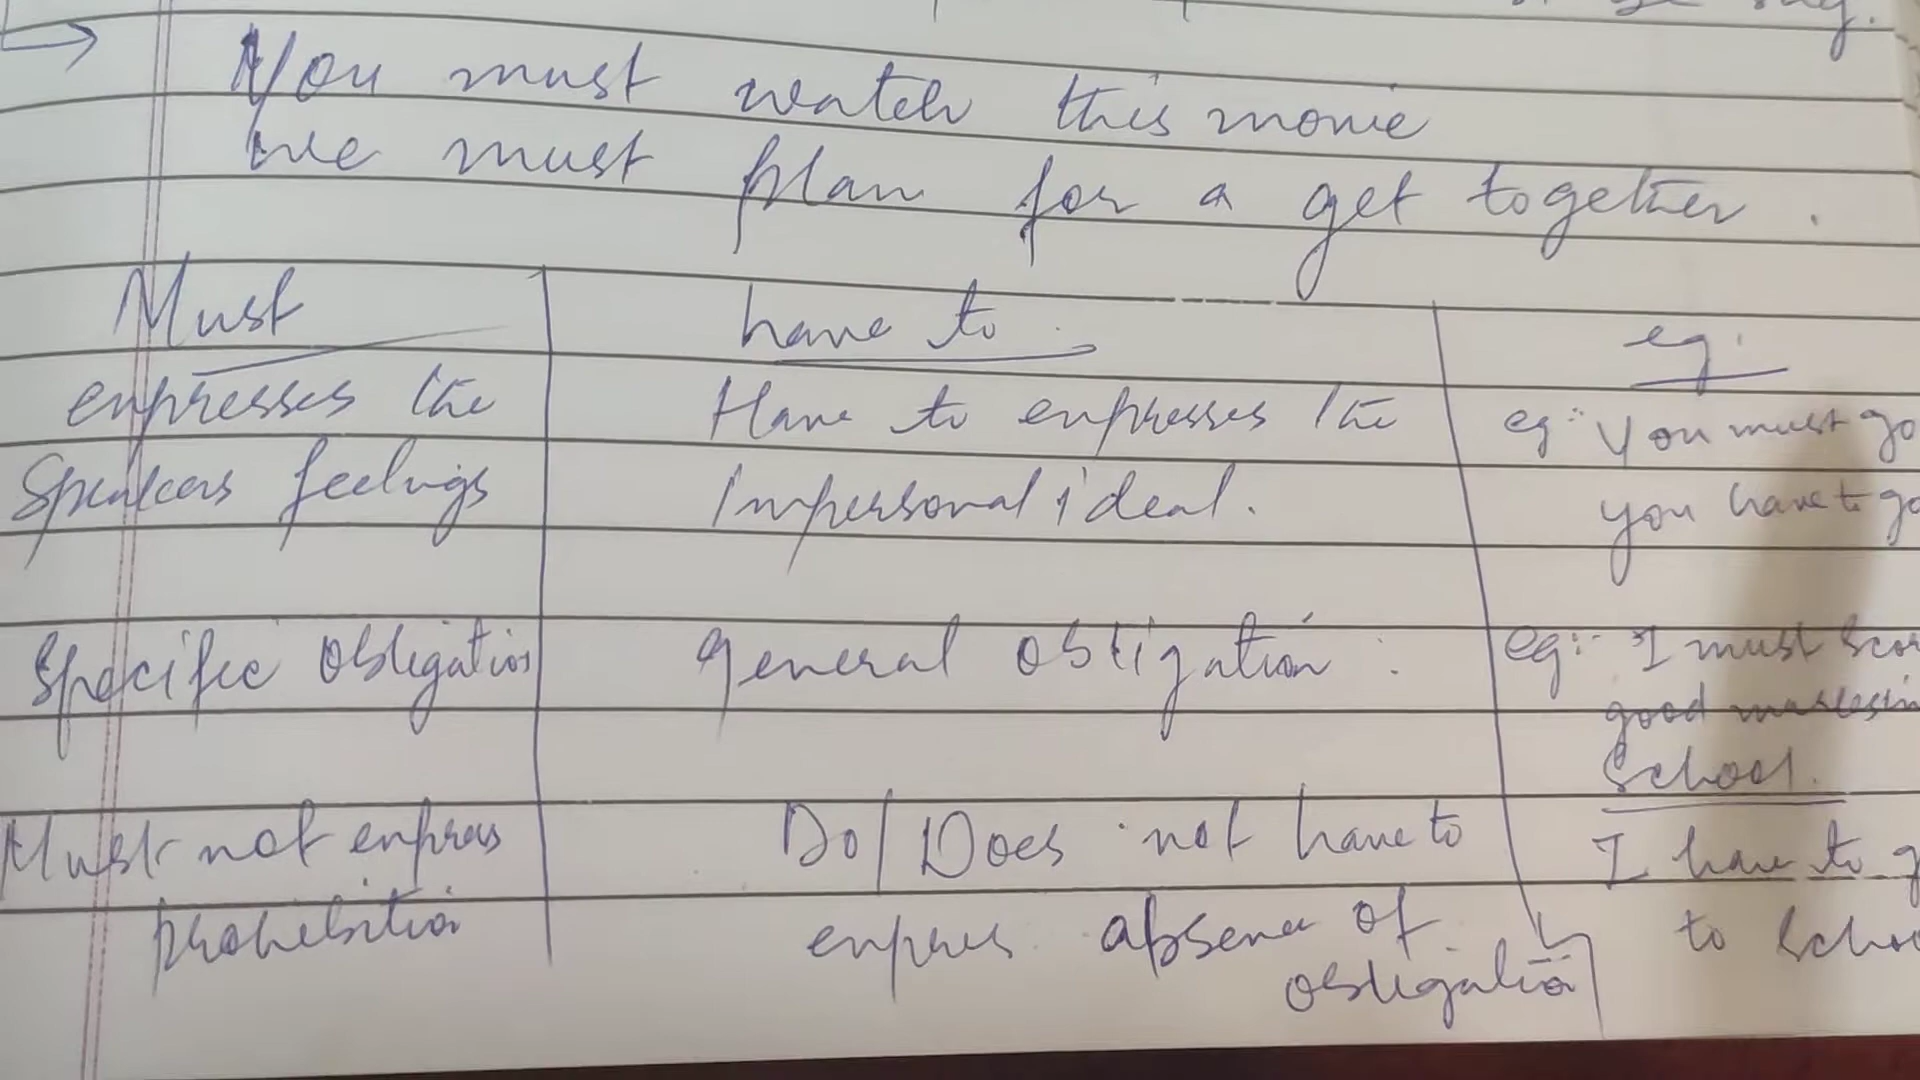 say.
You must watch this movie
We must plan for a get together.
Must
have to
eg.
expresses the
Have to expresses the
eg:- You must go
Speakers feelings
Impersonal ideal.
you have to go
Specific obligation
general obligation.
eg:- I must
good marks in
School.
Must not express
Do/Does not have to
I have to
prohibition
express absence of
obligation
to